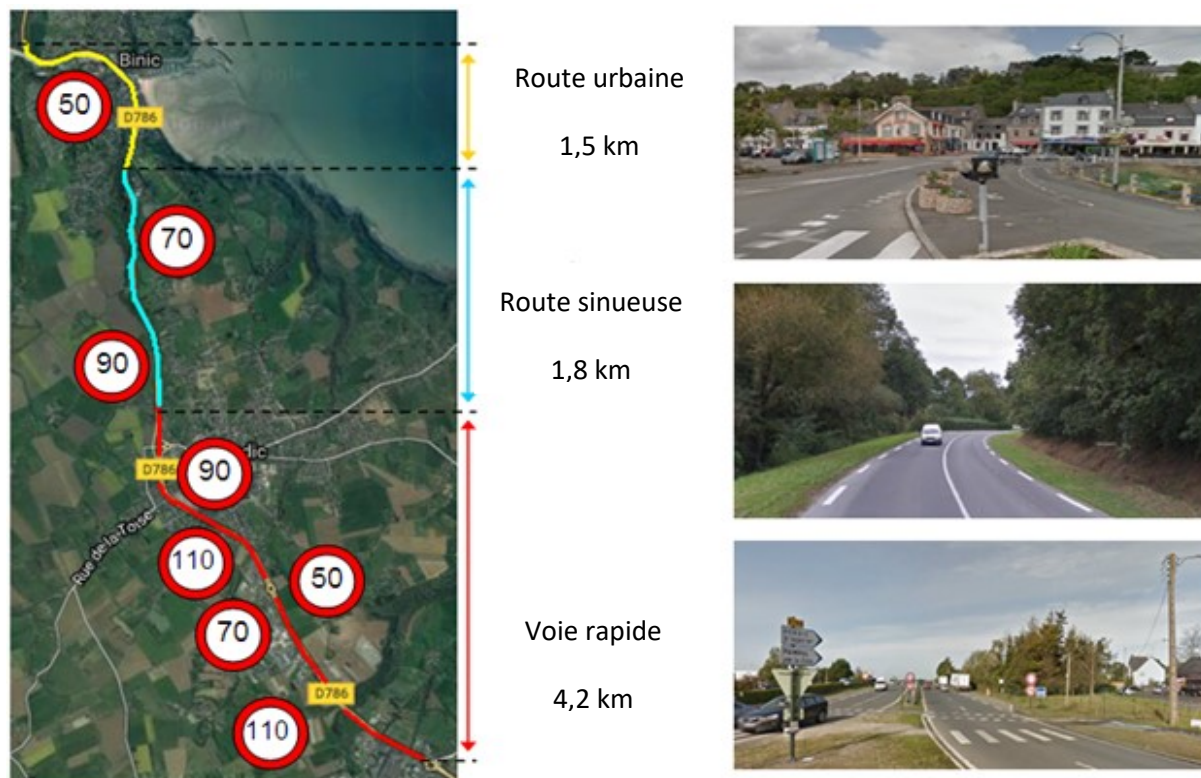 Binic
50
D786
70
90
D786
dic
90
Rue de la Toise
110
50
70
D786
110
Route urbaine
1,5 km
Route sinueuse
1,8 km
Voie rapide
4,2 km